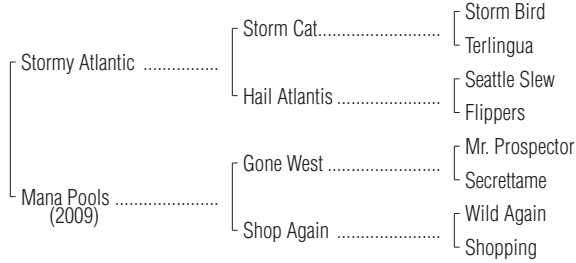 Storm Bird
Storm Cat........................
Terlingua
Stormy Atlantic ...............
Seattle Slew
Hail Atlantis .....................
Flippers
Mr. Prospector
Gone West .......................
Secrettame
Mana Pools .....................
(2009)
Wild Again
Shop Again .....................
Shopping